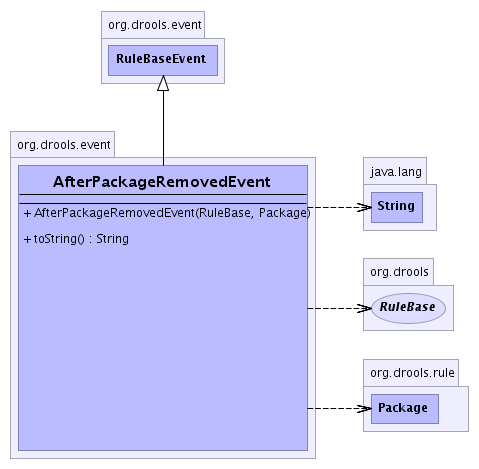 org.drools.event
RuleBaseEvent
org.drools.event
AfterPackageRemovedEvent
+ AfterPackageRemovedEvent(RuleBase, Package)
+ toString() : String
java.lang
String
org.drools
RuleBase
org.drools.rule
Package